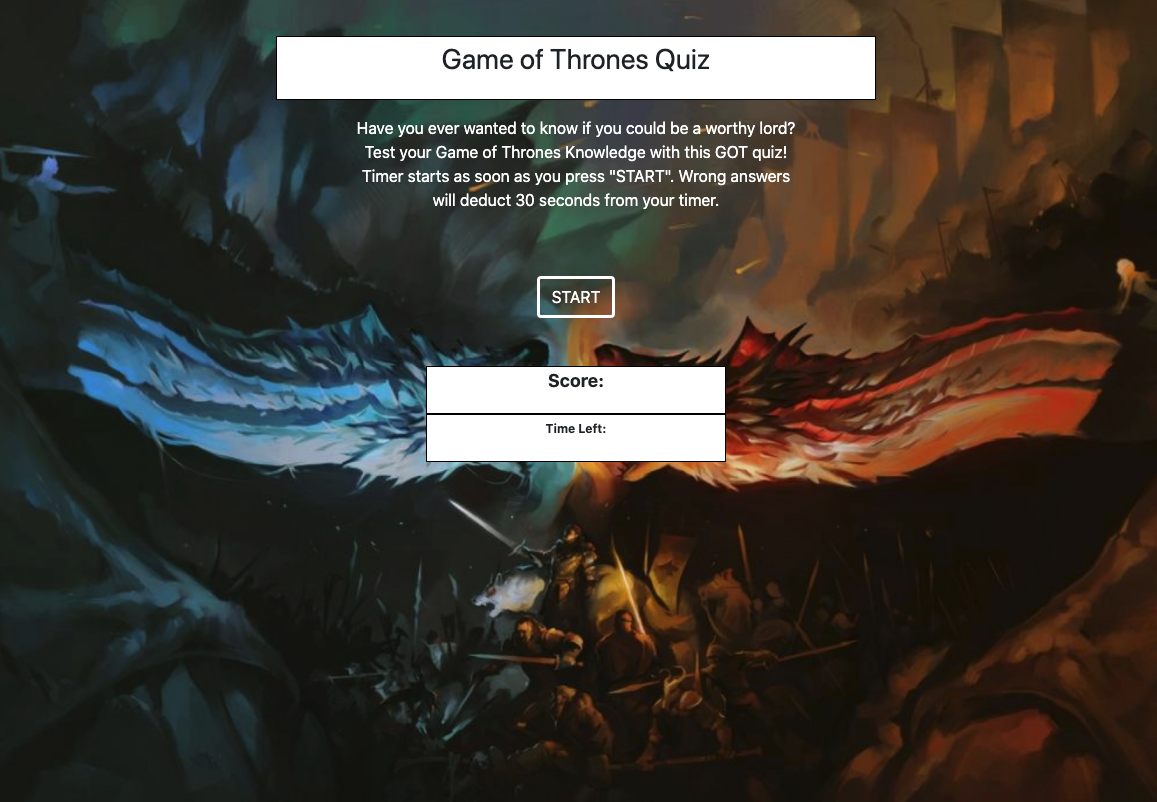 Game of Thrones Quiz
Have you ever wanted to know if you could be a worthy lord?
Test your Game of Thrones Knowledge with this GOT quiz!
Timer starts as soon as you press "START". Wrong answers
will deduct 30 seconds from your timer.
START
Score:
Time Left: